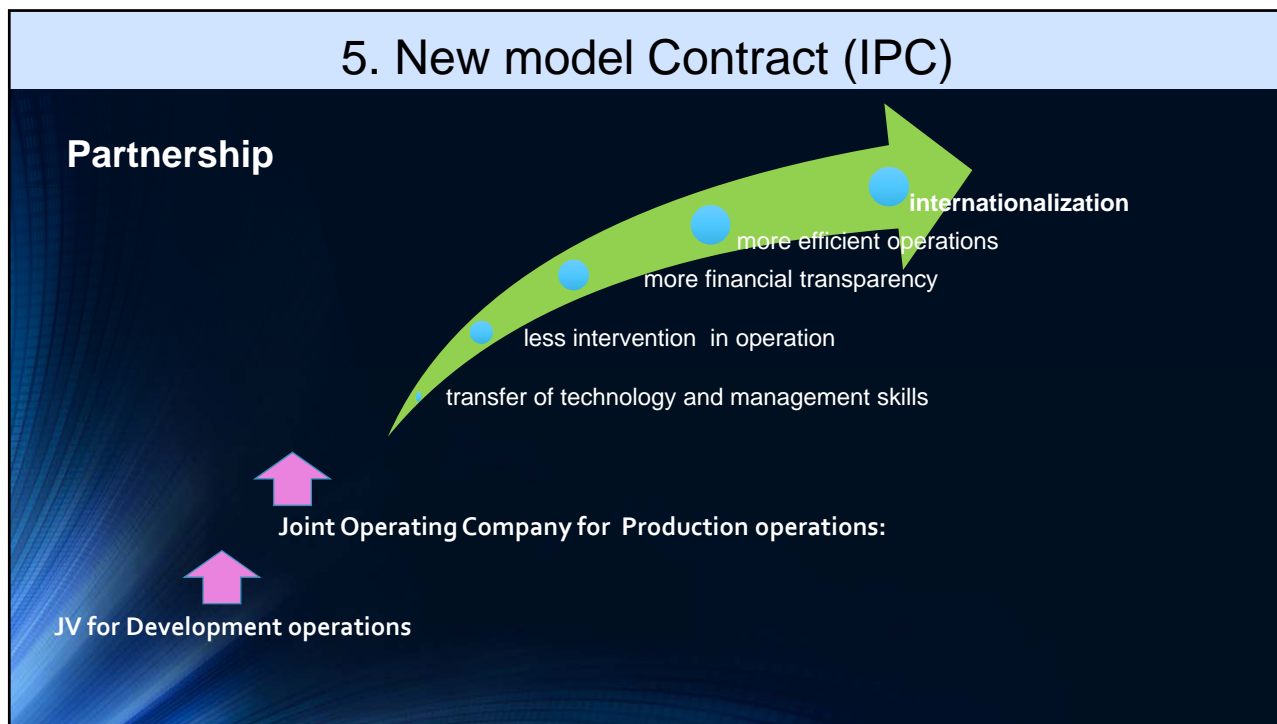 5. New model Contract (IPC)
Partnership
internationalization
more efficient operations
more financial transparency
less intervention in operation
transfer of technology and management skills
Joint Operating Company for Production operations:
JV for Development operations